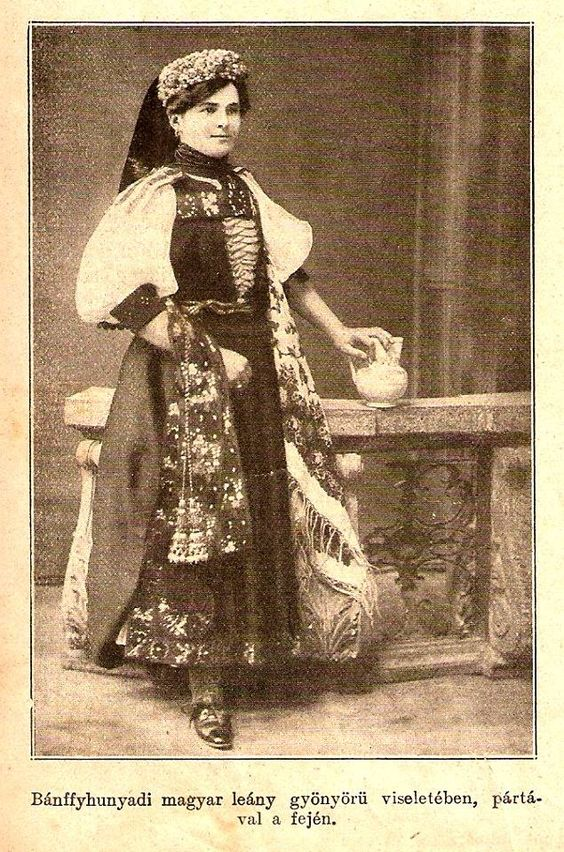 Bánffyhunyadi magyar leány gyönyörü viseletében, pártá-
val a fején.